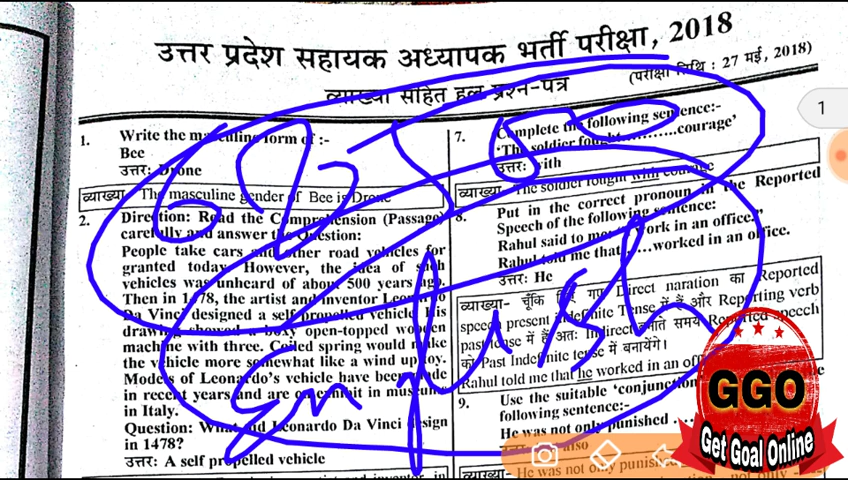 उत्तर प्रदेश सहायक अध्यापक भर्ती परीक्षा, 2018
(परीक्षा तिथि : 27 मई, 2018)
व्याख्या सहित हल प्रश्न-पत्र
1. Write the masculine form of :-
Bee
उत्तर: Drone
व्याख्या- The masculine gender of Bee is Drone
2. Direction: Read the Comprehension (Passage)
carefully and answer the Question:
People take cars and other road vehicles for
granted today. However, the idea of such
vehicles was unheard of about 500 years ago.
Then in 1478, the artist and inventor Leonardo
Da Vinci designed a self propelled vehicle. His
drawing showed a open-topped wooden
machine with three. Coiled spring would make
the vehicle more somewhat like a wind up toy.
Models of Leonardo's vehicle have been made
in recent years and are on exhibit in museums
in Italy.
Question: What did Leonardo Da Vinci design
in 1478?
उत्तर: A self propelled vehicle
7. Complete the following sentence:-
'The soldier fought...........courage'
उत्तर: with
व्याख्या- The soldier fought with courage
8. Put in the correct pronoun in the Reported
Speech of the following sentence:
Rahul said to me work in an office."
Rahul told me that ....worked in an office.
उत्तर: He
व्याख्या- चूँकि दिये गए Direct naration का Reported
speech present Indefinite Tense में हैं और Reporting verb
past tense में हैं अतः Indirect बनाते समय Reported speech
को Past Indefinite tense में बनायेंगे।
Rahul told me that he worked in an office
9. Use the suitable 'conjunction the
following sentence:-
He was not only punished ....
also
व्याख्या- He was not only punished
English
1
GGO
Get Goal Online